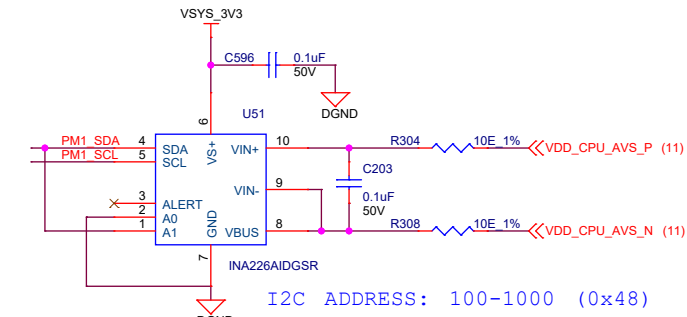 VSYS_3V3
C596 0.1uF
50V
DGND
U51
6
PM1_SDA 4 SDA VS+ VIN+ 10 R304 10E_1% VDD_CPU_AVS_P (11)
PM1_SCL 5 SCL
C203
VIN- 9
0.1uF
50V
3 ALERT
2 A0
1 A1 GND VBUS 8 R308 10E_1% VDD_CPU_AVS_N (11)
7
INA226AIDGSR
I2C ADDRESS: 100-1000 (0x48)
DGND